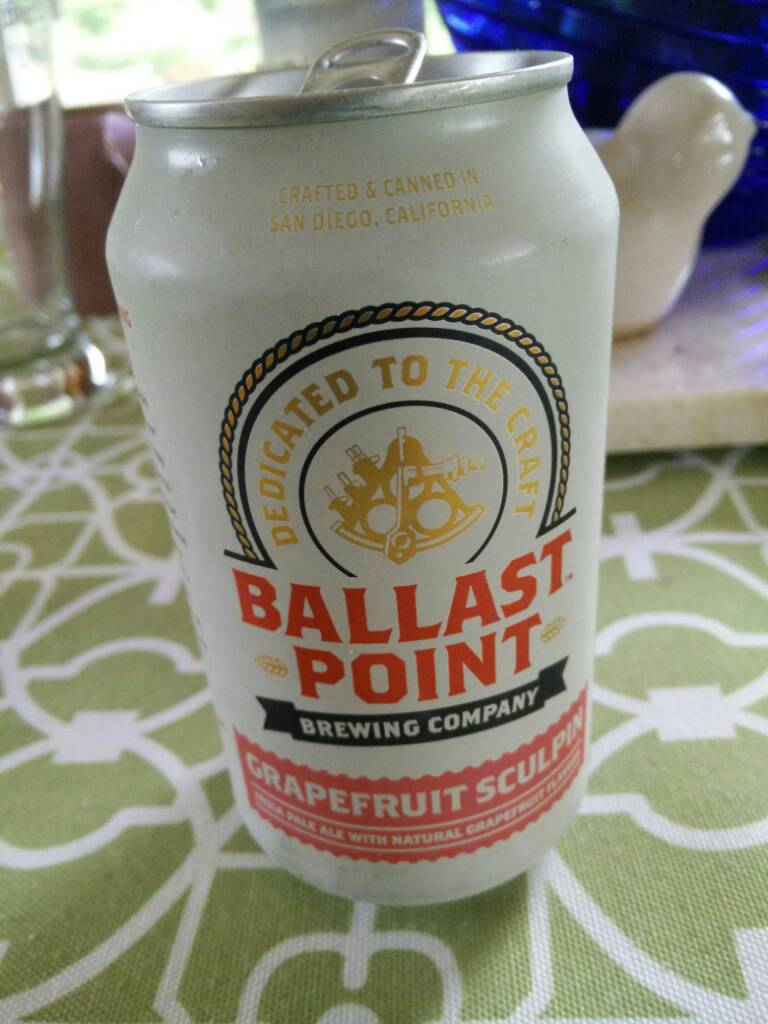 CRAFTED & CANNED IN
SAN DIEGO, CALIFORNIA
DEDICATED TO THE CRAFT
BALLAST
POINT
BREWING COMPANY
GRAPEFRUIT SCULPIN
INDIA PALE ALE WITH NATURAL GRAPEFRUIT FLAVOR